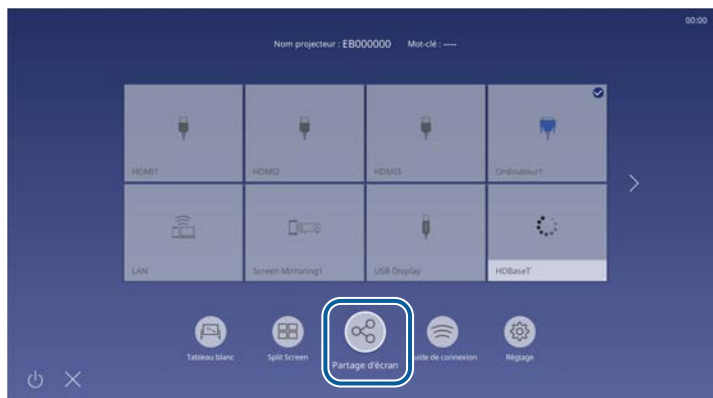 00:00
Nom projecteur : EB000000 Mot-clé : ----
HDMI1 HDMI2 HDMI3 Ordinateur1
LAN Screen Mirroring1 USB Display HDBaseT
Tableau blanc Split Screen Partage d'écran uide de connexion Réglage